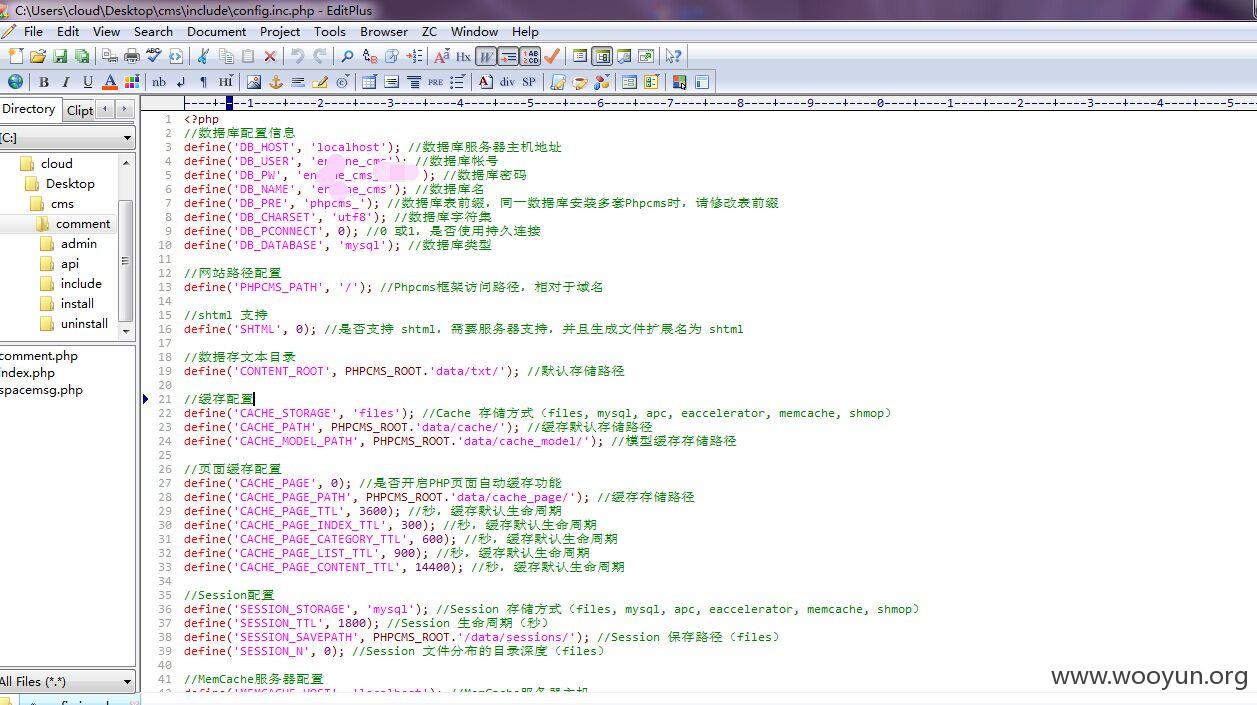 C:\Users\cloud\Desktop\cms\include\config.inc.php - EditPlus
File Edit View Search Document Project Tools Browser ZC Window Help
Directory Clipt
[C:]
cloud
Desktop
cms
comment
admin
api
include
install
uninstall
comment.php
index.php
spacemsg.php
All Files (*.*)
1 <?php
2 //数据库配置信息
3 define('DB_HOST', 'localhost'); //数据库服务器主机地址
4 define('DB_USER', 'en ne_cms'); //数据库帐号
5 define('DB_PW', 'en ne_cms_ '); //数据库密码
6 define('DB_NAME', 'en ne_cms'); //数据库名
7 define('DB_PRE', 'phpcms_'); //数据库表前缀，同一数据库安装多套Phpcms时，请修改表前缀
8 define('DB_CHARSET', 'utf8'); //数据库字符集
9 define('DB_PCONNECT', 0); //0 或1，是否使用持久连接
10 define('DB_DATABASE', 'mysql'); //数据库类型
11
12 //网站路径配置
13 define('PHPCMS_PATH', '/'); //Phpcms框架访问路径，相对于域名
14
15 //shtml 支持
16 define('SHTML', 0); //是否支持 shtml，需要服务器支持，并且生成文件扩展名为 shtml
17
18 //数据存文本目录
19 define('CONTENT_ROOT', PHPCMS_ROOT.'data/txt/'); //默认存储路径
20
21 //缓存配置
22 define('CACHE_STORAGE', 'files'); //Cache 存储方式（files, mysql, apc, eaccelerator, memcache, shmop）
23 define('CACHE_PATH', PHPCMS_ROOT.'data/cache/'); //缓存默认存储路径
24 define('CACHE_MODEL_PATH', PHPCMS_ROOT.'data/cache_model/'); //模型缓存存储路径
25
26 //页面缓存配置
27 define('CACHE_PAGE', 0); //是否开启PHP页面自动缓存功能
28 define('CACHE_PAGE_PATH', PHPCMS_ROOT.'data/cache_page/'); //缓存存储路径
29 define('CACHE_PAGE_TTL', 3600); //秒，缓存默认生命周期
30 define('CACHE_PAGE_INDEX_TTL', 300); //秒，缓存默认生命周期
31 define('CACHE_PAGE_CATEGORY_TTL', 600); //秒，缓存默认生命周期
32 define('CACHE_PAGE_LIST_TTL', 900); //秒，缓存默认生命周期
33 define('CACHE_PAGE_CONTENT_TTL', 14400); //秒，缓存默认生命周期
34
35 //Session配置
36 define('SESSION_STORAGE', 'mysql'); //Session 存储方式（files, mysql, apc, eaccelerator, memcache, shmop）
37 define('SESSION_TTL', 1800); //Session 生命周期（秒）
38 define('SESSION_SAVEPATH', PHPCMS_ROOT.'/data/sessions/'); //Session 保存路径（files）
39 define('SESSION_N', 0); //Session 文件分布的目录深度（files）
40
41 //MemCache服务器配置
42 define('MEMCACHE_HOST', 'localhost'); //MemCache服务器主机
www.wooyun.org